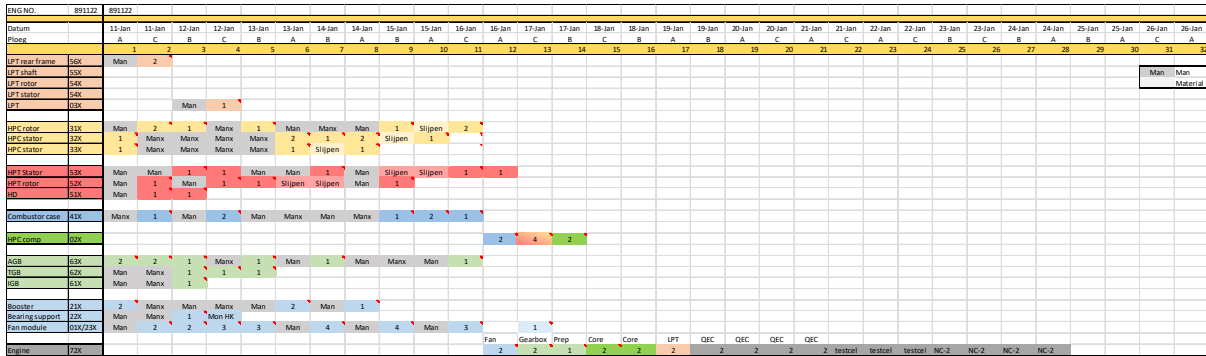 ENG NO. 891122 891122
Datum 11-Jan 11-Jan 12-Jan 12-Jan 13-Jan 13-Jan 14-Jan 14-Jan 15-Jan 15-Jan 16-Jan 16-Jan 17-Jan 17-Jan 18-Jan 18-Jan 19-Jan 19-Jan 20-Jan 20-Jan 21-Jan 21-Jan 22-Jan 22-Jan 23-Jan 23-Jan 24-Jan 24-Jan 25-Jan 25-Jan 26-Jan 26-Jan
Ploeg A C B C B A B A B A C A C B C B A B A C A C B C B C B A B A C A
1 2 3 4 5 6 7 8 9 10 11 12 13 14 15 16 17 18 19 20 21 22 23 24 25 26 27 28 29 30 31 32
LPT rear frame 56X Man 2
LPT shaft 55X Man Man
LPT rotor 54X Material
LPT stator 54X
LPT 03X Man 1
HPC rotor 31X Man 2 1 Manx 1 Man Manx Man 1 Slijpen 2
HPC stator 32X 1 Manx Manx Manx Manx 2 1 2 Slijpen 1
HPC stator 33X 1 Manx Manx Manx Manx 1 Slijpen 1
HPT Stator 53X Man Man 1 1 Man Man 1 Man Slijpen Slijpen 1 1
HPT rotor 52X Man 1 Man 1 1 Slijpen Slijpen Man 1
HD 51X Man 1 1
Combustor case 41X Manx 1 Man 2 Man Manx Man Manx 1 2 1
HPC comp 02X 2 4 2
AGB 63X 2 2 1 Manx 1 Man 1 Man Manx Man 1
TGB 62X Man Manx 1 1 1
IGB 61X Man Manx 1
Booster 21X 2 Manx Man Manx Man 2 Man 1
Bearing support 22X Man Manx 1 Mon HK
Fan module 01X/23X Man 2 2 3 3 Man 4 Man 4 Man 3 1
Fan Gearbox Prep Core Core LPT QEC QEC QEC QEC
Engine 72X 2 2 1 2 2 2 2 2 2 2 testcel testcel testcel NC-2 NC-2 NC-2 NC-2